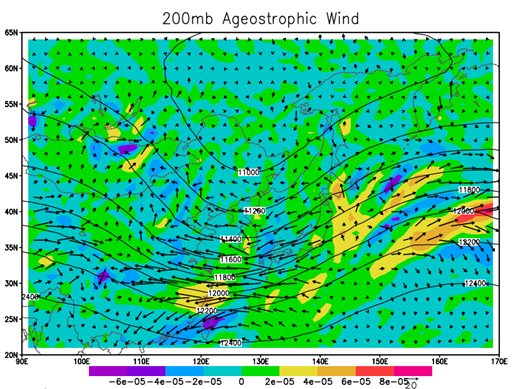 200mb Ageostrophic Wind
65N
60N
55N
50N
45N
40N
35N
30N
25N
20N
11000
11200
11400
11600
11800
12000
12200
12400
11800
12000
12200
12400
2400
90E 100E 110E 120E 130E 140E 150E 160E 170E
−6e−05 −4e−05 −2e−05 0 2e−05 4e−05 6e−05 8e−05
20